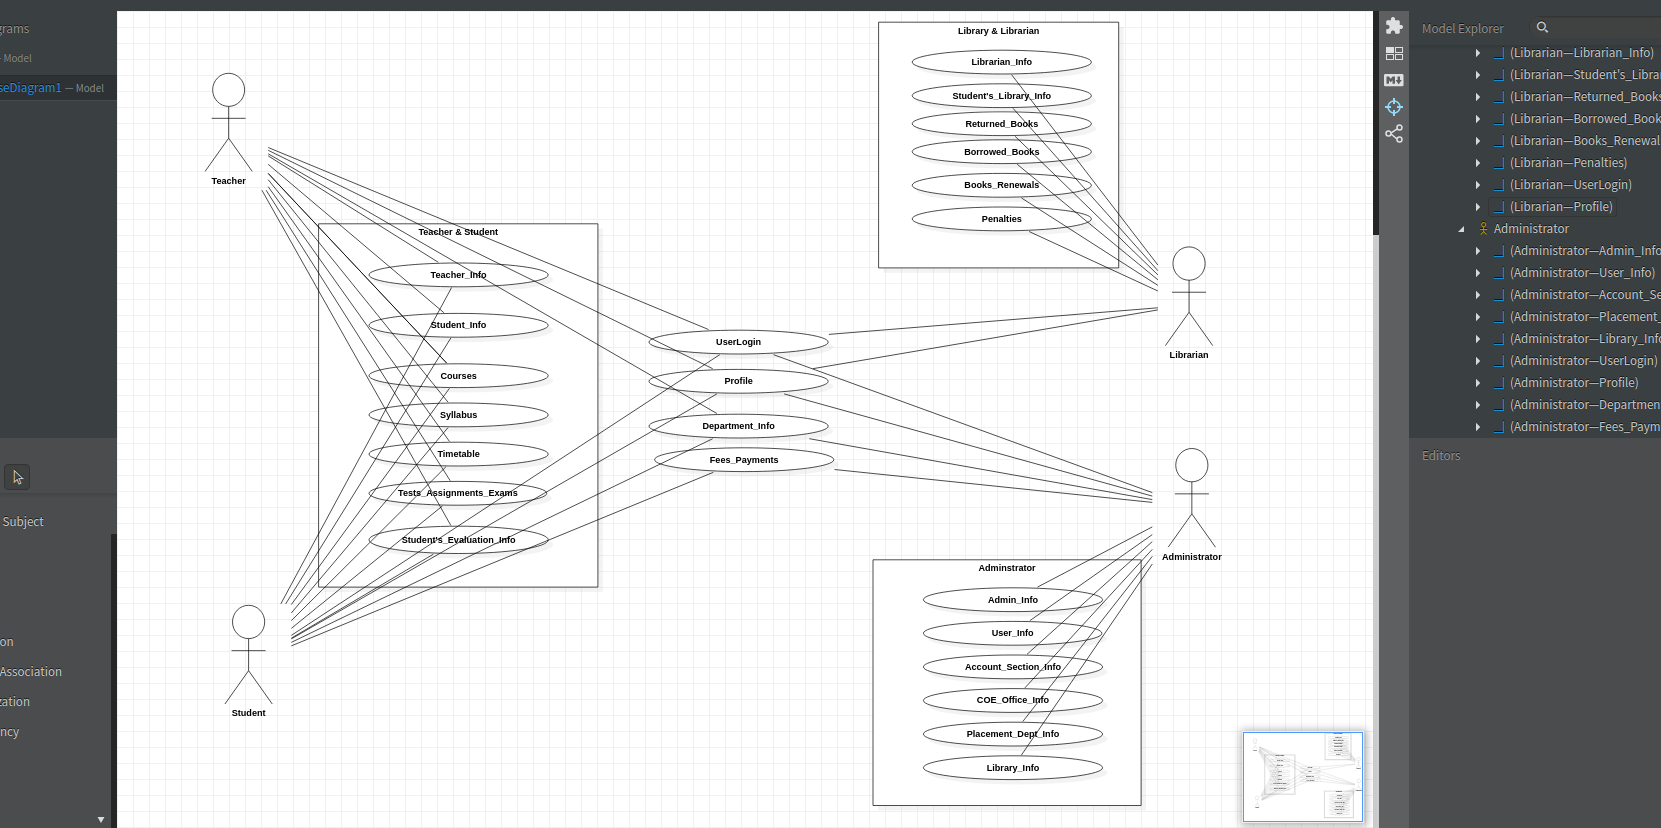 grams
— Model
seDiagram1 — Model
Subject
on
Association
zation
ncy
Teacher
Teacher & Student
Teacher_Info
Student_Info
Courses
Syllabus
Timetable
Tests_Assignments_Exams
Student's_Evaluation_Info
Student
UserLogin
Profile
Department_Info
Fees_Payments
Library & Librarian
Librarian_Info
Student's_Library_Info
Returned_Books
Borrowed_Books
Books_Renewals
Penalties
Librarian
Administrator
Adminstrator
Admin_Info
User_Info
Account_Section_Info
COE_Office_Info
Placement_Dept_Info
Library_Info
Model Explorer
(Librarian—Librarian_Info)
(Librarian—Student's_Libra
(Librarian—Returned_Books
(Librarian—Borrowed_Book
(Librarian—Books_Renewal
(Librarian—Penalties)
(Librarian—UserLogin)
(Librarian—Profile)
Administrator
(Administrator—Admin_Info
(Administrator—User_Info)
(Administrator—Account_Se
(Administrator—Placement_
(Administrator—Library_Info
(Administrator—UserLogin)
(Administrator—Profile)
(Administrator—Departmen
(Administrator—Fees_Paym
Editors